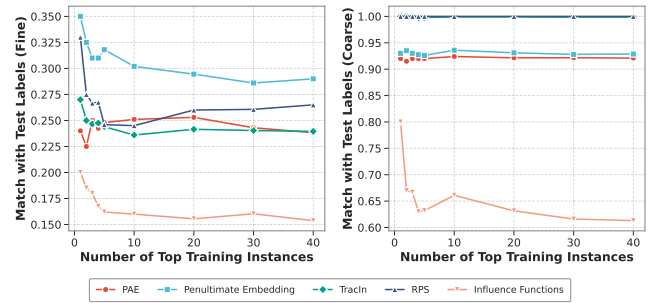 Match with Test Labels (Fine)
0.350
0.325
0.300
0.275
0.250
0.225
0.200
0.175
0.150
0 10 20 30 40
Number of Top Training Instances
Match with Test Labels (Coarse)
1.00
0.95
0.90
0.85
0.80
0.75
0.70
0.65
0.60
0 10 20 30 40
Number of Top Training Instances
PAE Penultimate Embedding TracIn RPS Influence Functions